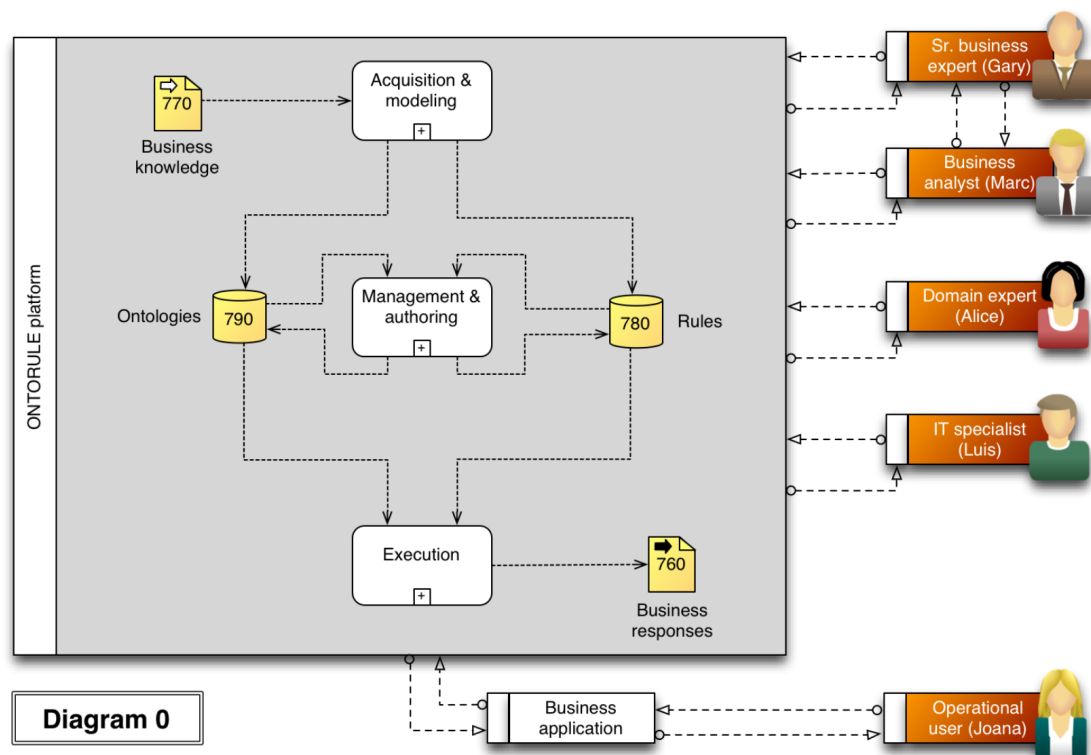 ONTORULE platform
770
Business
knowledge
Acquisition &
modeling
+
Ontologies
790
Management &
authoring
+
780
Rules
Execution
+
760
Business
responses
Sr. business
expert (Gary)
Business
analyst (Marc)
Domain expert
(Alice)
IT specialist
(Luis)
Diagram 0
Business
application
Operational
user (Joana)